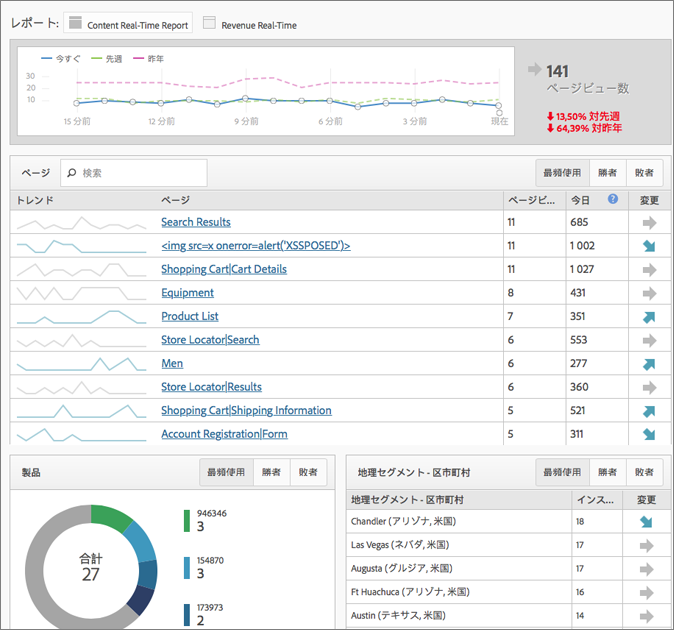 レポート: Content Real-Time Report Revenue Real-Time
今すぐ 先週 昨年
30
20
10
15 分前 12 分前 9 分前 6 分前 3 分前 現在
141
ページビュー数
13,50% 対先週
64,39% 対昨年
ページ 検索 最頻使用 勝者 敗者
トレンド ページ ページビ... 今日 ? 変更
Search Results 11 685
<img src=x onerror=alert('XSSPOSED')> 11 1 002
Shopping Cart|Cart Details 11 1 027
Equipment 8 431
Product List 7 351
Store Locator|Search 6 553
Men 6 277
Store Locator|Results 6 360
Shopping Cart|Shipping Information 5 521
Account Registration|Form 5 311
製品 最頻使用 勝者 敗者
合計
27
946346
3
154870
3
173973
2
地理セグメント - 区市町村 最頻使用 勝者 敗者
地理セグメント - 区市町村 インス... 変更
Chandler (アリゾナ, 米国) 18
Las Vegas (ネバダ, 米国) 17
Augusta (グルジア, 米国) 17
Ft Huachuca (アリゾナ, 米国) 16
Austin (テキサス, 米国) 14